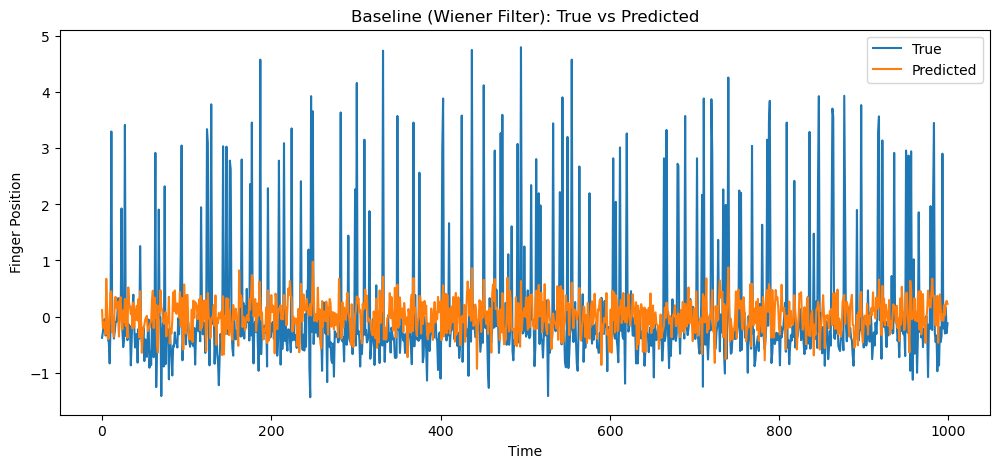 Baseline (Wiener Filter): True vs Predicted
True
Predicted
Finger Position
5
4
3
2
1
0
−1
0
200
400
600
800
1000
Time